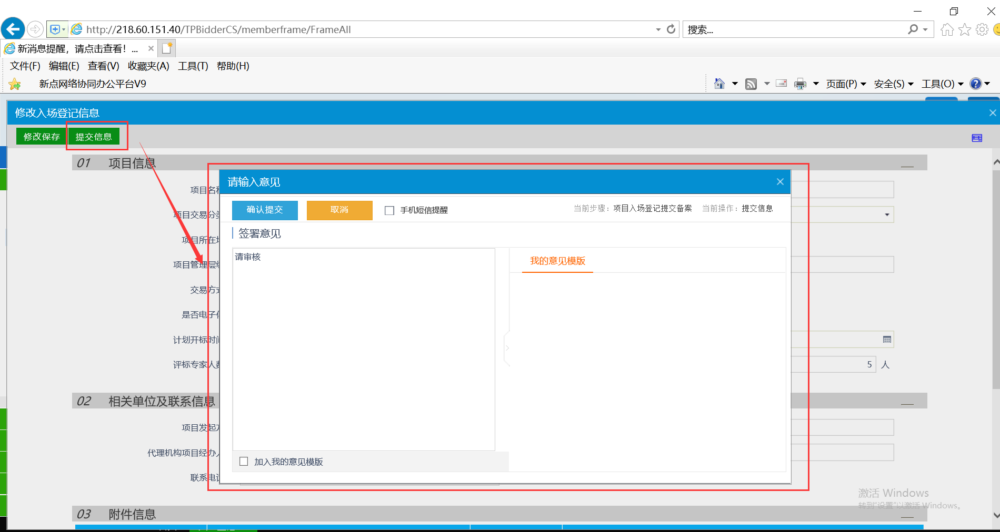 http://218.60.151.40/TPBidderCS/memberframe/FrameAll
搜索...
新消息提醒，请点击查看！...
文件(F) 编辑(E) 查看(V) 收藏夹(A) 工具(T) 帮助(H)
新点网络协同办公平台V9
页面(P) 安全(S) 工具(O)
修改入场登记信息
修改保存 提交信息
01 项目信息
请输入意见
项目名
确认提交 取消 手机短信提醒 当前步骤：项目入场登记提交备案 当前操作：提交信息
项目交易分
签署意见
项目所在
请审核
我的意见模版
项目管理层
交易方
是否电子
计划开标时
评标专家人
5 人
02 相关单位及联系信息
项目发起
代理机构项目经办
加入我的意见模版
联系电
激活 Windows
转到"设置"以激活 Windows。
03 附件信息